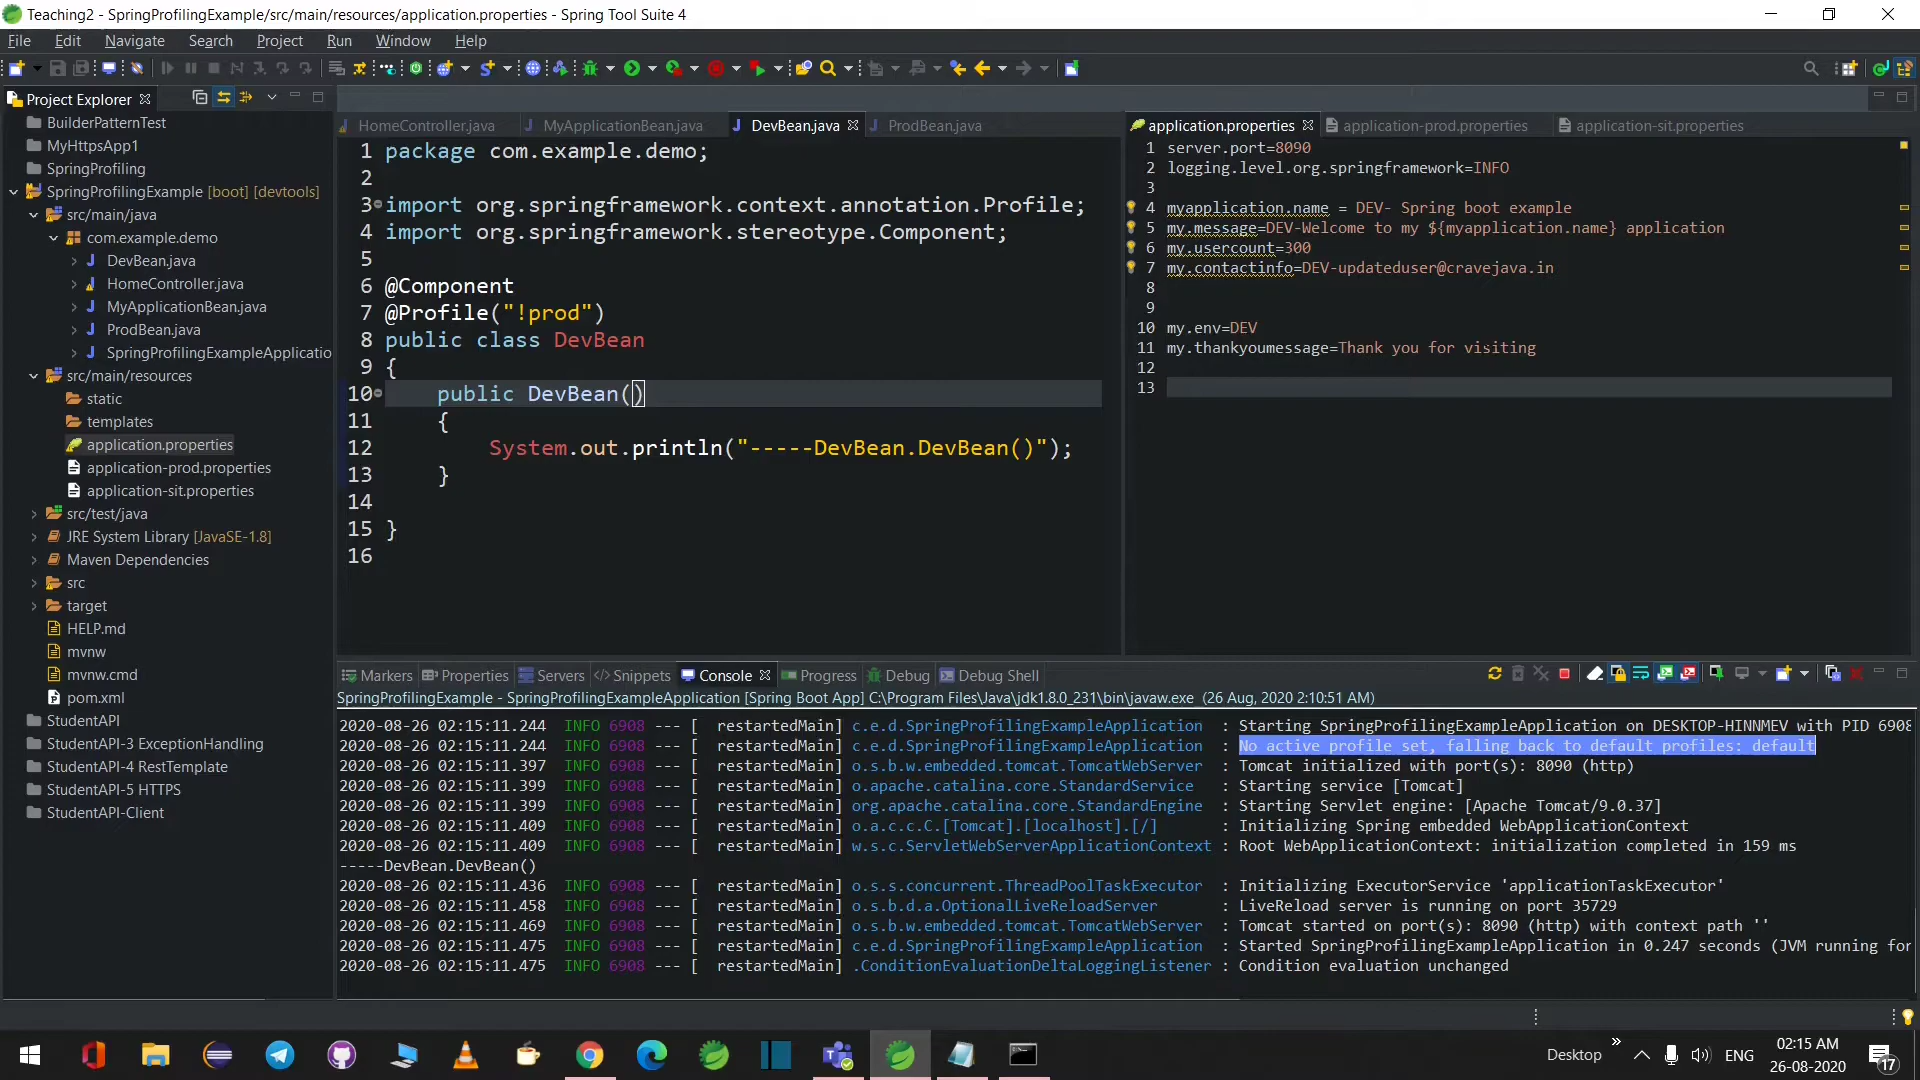 Teaching2 - SpringProfilingExample/src/main/resources/application.properties - Spring Tool Suite 4
File Edit Navigate Search Project Run Window Help
Project Explorer
BuilderPatternTest
MyHttpsApp1
SpringProfiling
SpringProfilingExample [boot] [devtools]
src/main/java
com.example.demo
DevBean.java
HomeController.java
MyApplicationBean.java
ProdBean.java
SpringProfilingExampleApplicatio
src/main/resources
static
templates
application.properties
application-prod.properties
application-sit.properties
src/test/java
JRE System Library [JavaSE-1.8]
Maven Dependencies
src
target
HELP.md
mvnw
mvnw.cmd
pom.xml
StudentAPI
StudentAPI-3 ExceptionHandling
StudentAPI-4 RestTemplate
StudentAPI-5 HTTPS
StudentAPI-Client
HomeController.java MyApplicationBean.java DevBean.java ProdBean.java
1 package com.example.demo;
2
3 import org.springframework.context.annotation.Profile;
4 import org.springframework.stereotype.Component;
5
6 @Component
7 @Profile("!prod")
8 public class DevBean
9 {
10 public DevBean()
11 {
12 System.out.println("-----DevBean.DevBean()");
13 }
14
15 }
16
application.properties application-prod.properties application-sit.properties
1 server.port=8090
2 logging.level.org.springframework=INFO
3
4 myapplication.name = DEV- Spring boot example
5 my.message=DEV-Welcome to my ${myapplication.name} application
6 my.usercount=300
7 my.contactinfo=DEV-updateduser@cravejava.in
8
9
10 my.env=DEV
11 my.thankyoumessage=Thank you for visiting
12
13
Markers Properties Servers Snippets Console Progress Debug Debug Shell
SpringProfilingExample - SpringProfilingExampleApplication [Spring Boot App] C:\Program Files\Java\jdk1.8.0_231\bin\javaw.exe (26 Aug, 2020 2:10:51 AM)
2020-08-26 02:15:11.244 INFO 6908 --- [ restartedMain] c.e.d.SpringProfilingExampleApplication : Starting SpringProfilingExampleApplication on DESKTOP-HINNMEV with PID 6908
2020-08-26 02:15:11.244 INFO 6908 --- [ restartedMain] c.e.d.SpringProfilingExampleApplication : No active profile set, falling back to default profiles: default
2020-08-26 02:15:11.397 INFO 6908 --- [ restartedMain] o.s.b.w.embedded.tomcat.TomcatWebServer : Tomcat initialized with port(s): 8090 (http)
2020-08-26 02:15:11.399 INFO 6908 --- [ restartedMain] o.apache.catalina.core.StandardService : Starting service [Tomcat]
2020-08-26 02:15:11.399 INFO 6908 --- [ restartedMain] org.apache.catalina.core.StandardEngine : Starting Servlet engine: [Apache Tomcat/9.0.37]
2020-08-26 02:15:11.409 INFO 6908 --- [ restartedMain] o.a.c.c.C.[Tomcat].[localhost].[/] : Initializing Spring embedded WebApplicationContext
2020-08-26 02:15:11.409 INFO 6908 --- [ restartedMain] w.s.c.ServletWebServerApplicationContext : Root WebApplicationContext: initialization completed in 159 ms
-----DevBean.DevBean()
2020-08-26 02:15:11.436 INFO 6908 --- [ restartedMain] o.s.s.concurrent.ThreadPoolTaskExecutor : Initializing ExecutorService 'applicationTaskExecutor'
2020-08-26 02:15:11.458 INFO 6908 --- [ restartedMain] o.s.b.d.a.OptionalLiveReloadServer : LiveReload server is running on port 35729
2020-08-26 02:15:11.469 INFO 6908 --- [ restartedMain] o.s.b.w.embedded.tomcat.TomcatWebServer : Tomcat started on port(s): 8090 (http) with context path ''
2020-08-26 02:15:11.475 INFO 6908 --- [ restartedMain] c.e.d.SpringProfilingExampleApplication : Started SpringProfilingExampleApplication in 0.247 seconds (JVM running for
2020-08-26 02:15:11.475 INFO 6908 --- [ restartedMain] .ConditionEvaluationDeltaLoggingListener : Condition evaluation unchanged
Desktop ENG 02:15 AM
26-08-2020 17